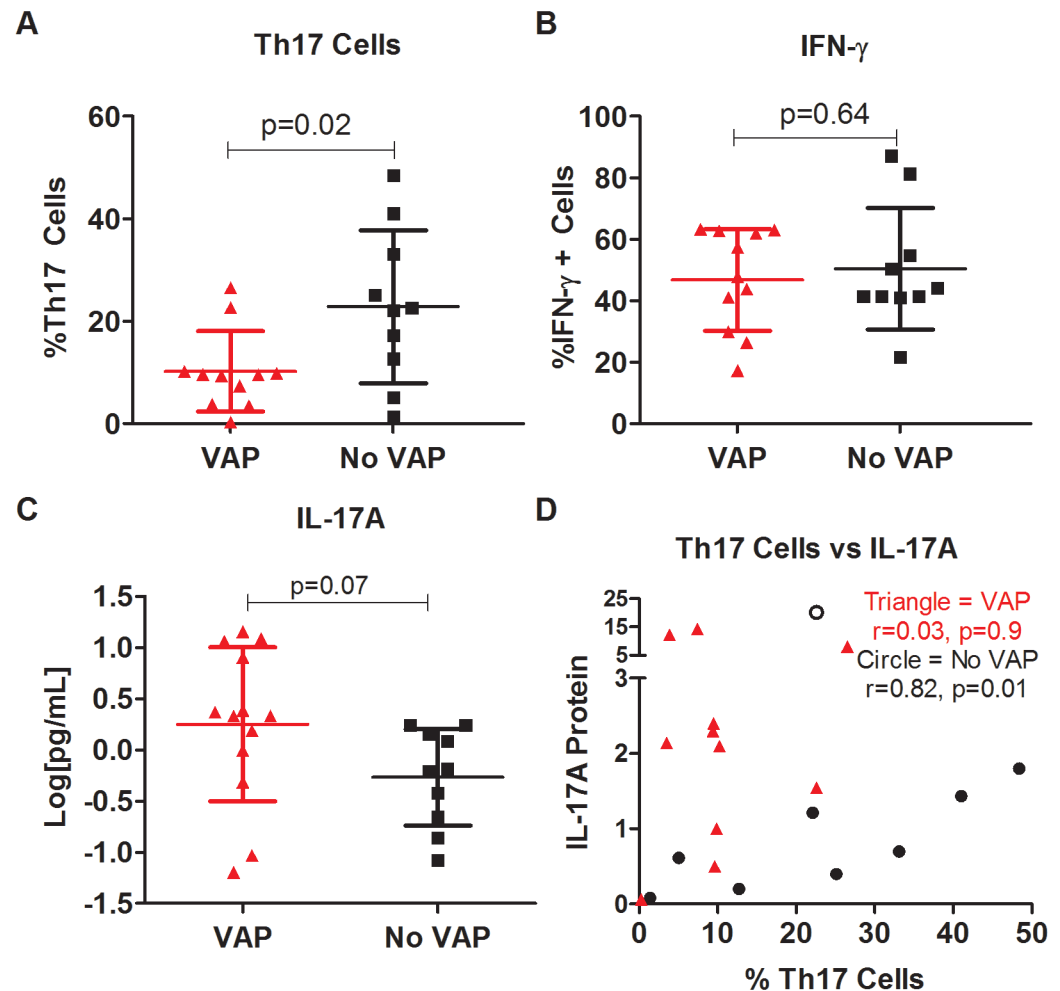 A
Th17 Cells
p=0.02
%Th17 Cells
60
40
20
0
VAP No VAP
B
IFN-γ
p=0.64
%IFN-γ + Cells
100
80
60
40
20
0
VAP No VAP
C
IL-17A
p=0.07
Log[pg/mL]
1.5
1.0
0.5
0.0
-0.5
-1.0
-1.5
VAP No VAP
D
Th17 Cells vs IL-17A
Triangle = VAP
r=0.03, p=0.9
Circle = No VAP
r=0.82, p=0.01
IL-17A Protein
25
15
5
3
2
1
0
0 10 20 30 40 50
% Th17 Cells